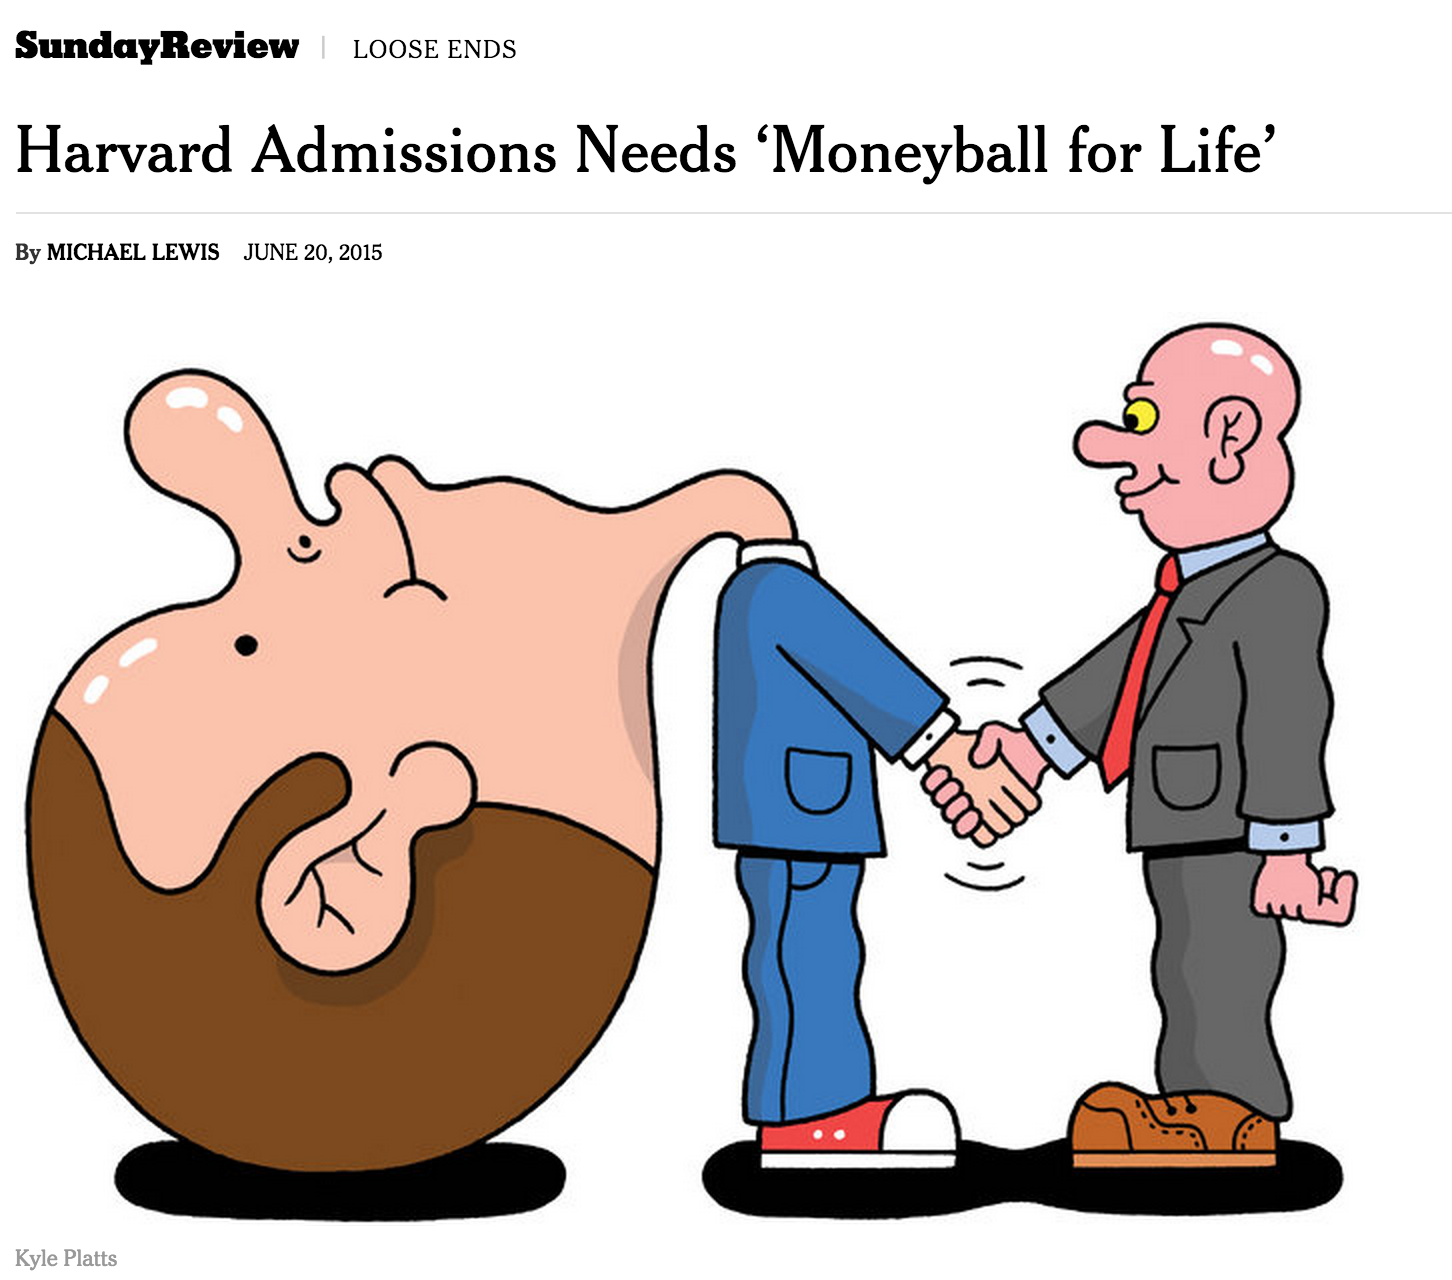 SundayReview | LOOSE ENDS
Harvard Admissions Needs ‘Moneyball for Life’
By MICHAEL LEWIS JUNE 20, 2015
Kyle Platts